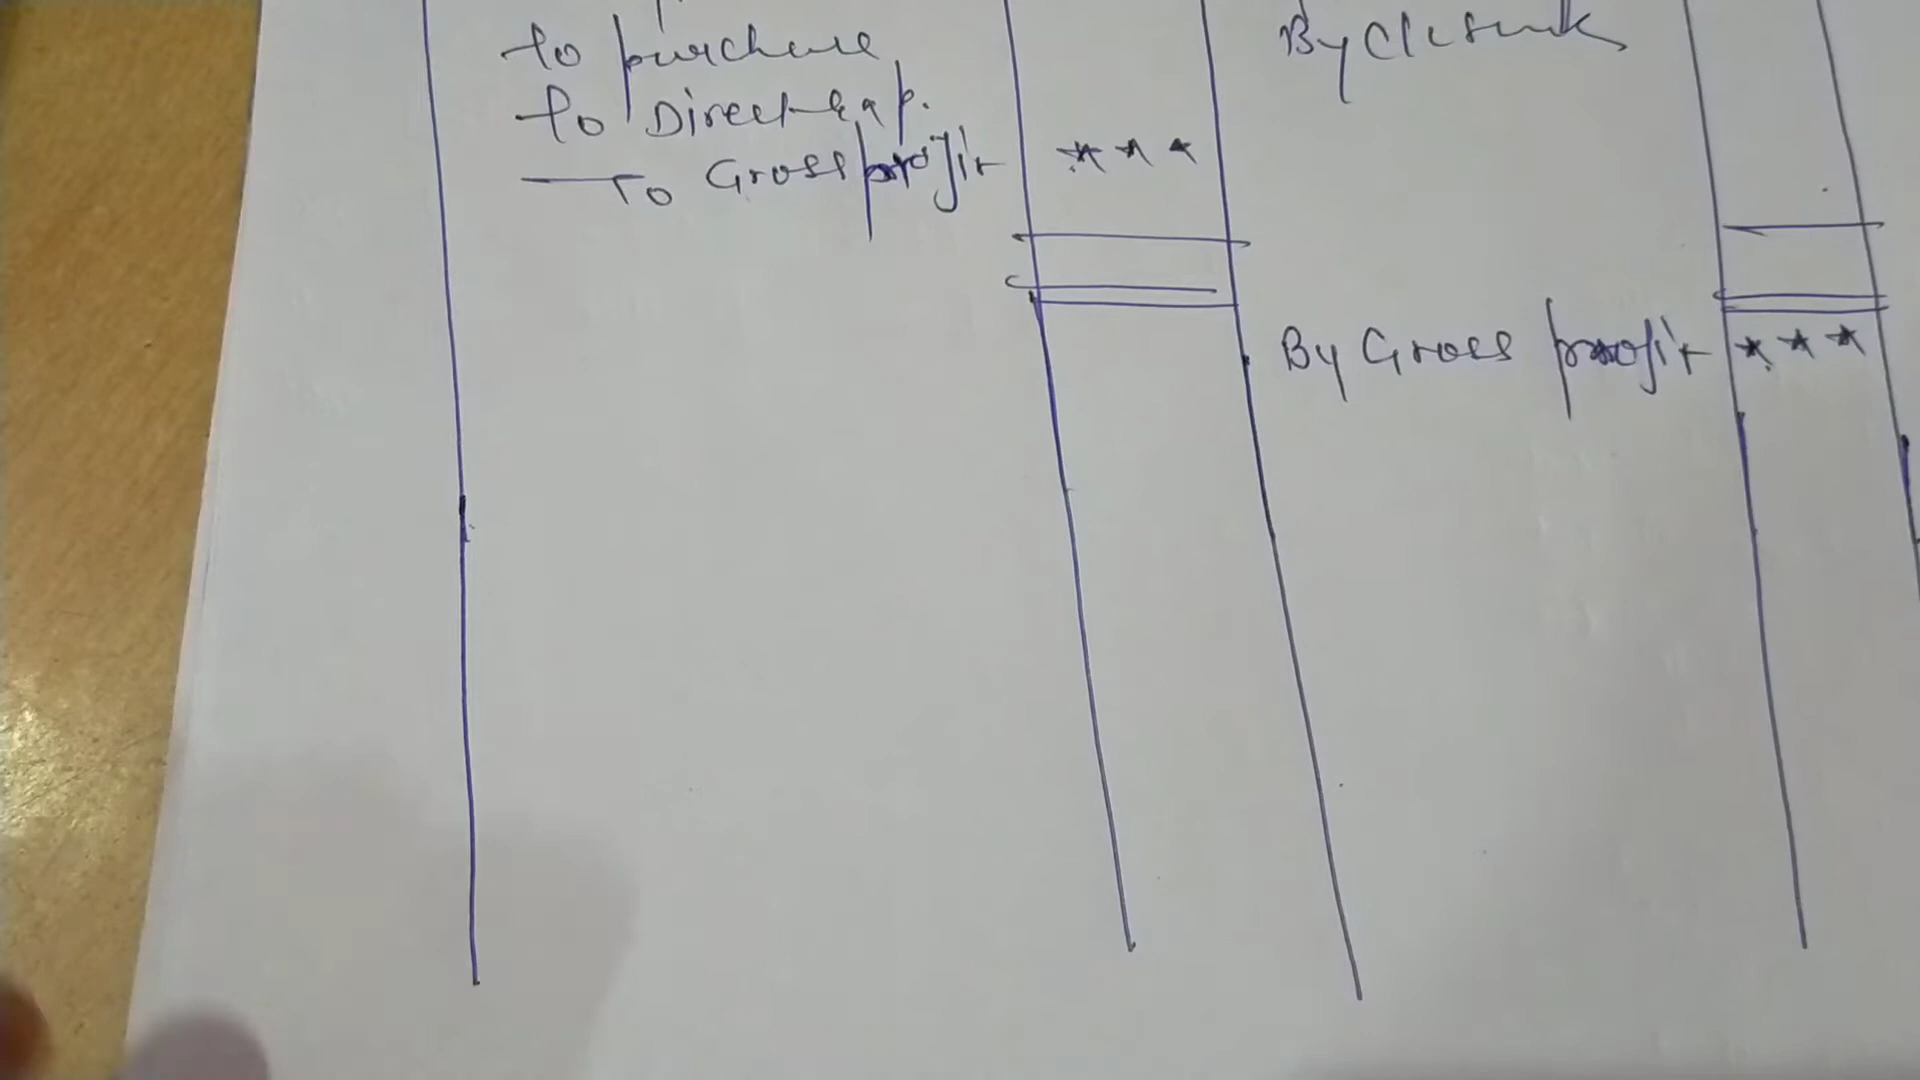 To purchase
To Direct Exp.
To Gross profit ***
By Cl. Stock
By Gross profit ***